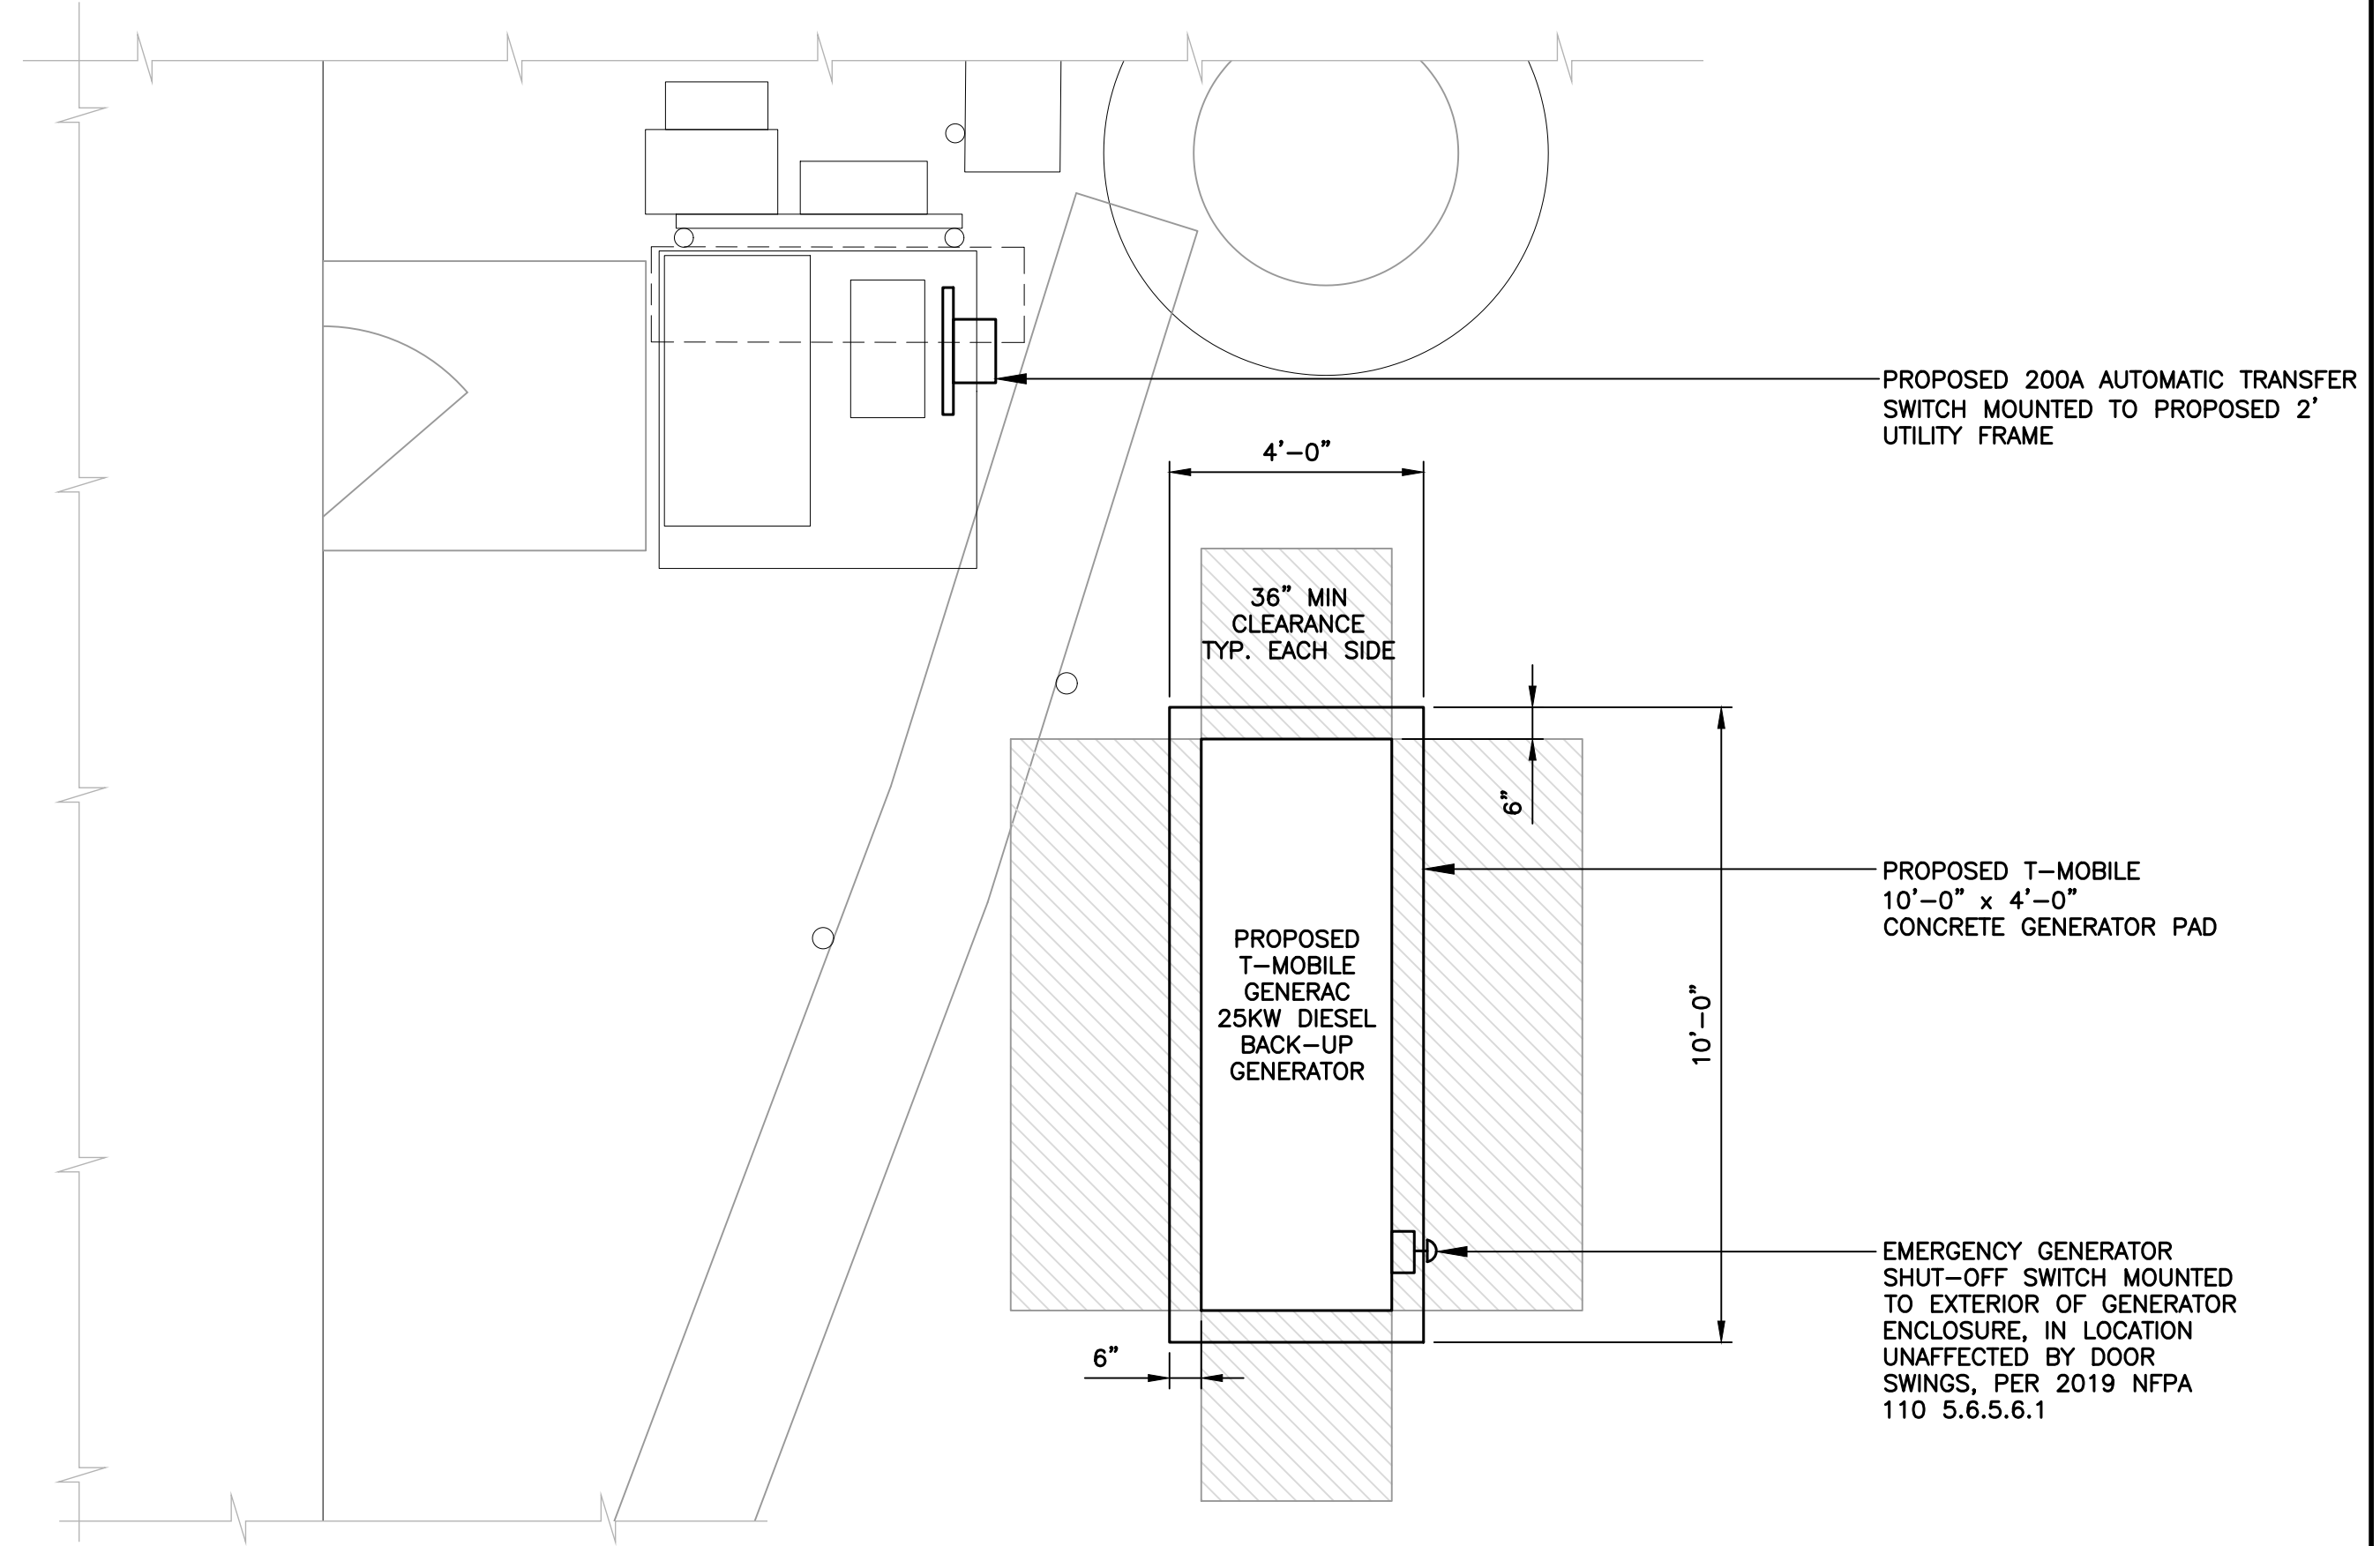 PROPOSED 200A AUTOMATIC TRANSFER
SWITCH MOUNTED TO PROPOSED 2'
UTILITY FRAME
4'-0"
36" MIN
CLEARANCE
TYP. EACH SIDE
6"
PROPOSED T-MOBILE
10'-0" x 4'-0"
CONCRETE GENERATOR PAD
PROPOSED
T-MOBILE
GENERAC
25KW DIESEL
BACK-UP
GENERATOR
10'-0"
EMERGENCY GENERATOR
SHUT-OFF SWITCH MOUNTED
TO EXTERIOR OF GENERATOR
ENCLOSURE, IN LOCATION
UNAFFECTED BY DOOR
SWINGS, PER 2019 NFPA
110 5.6.5.6.1
6"